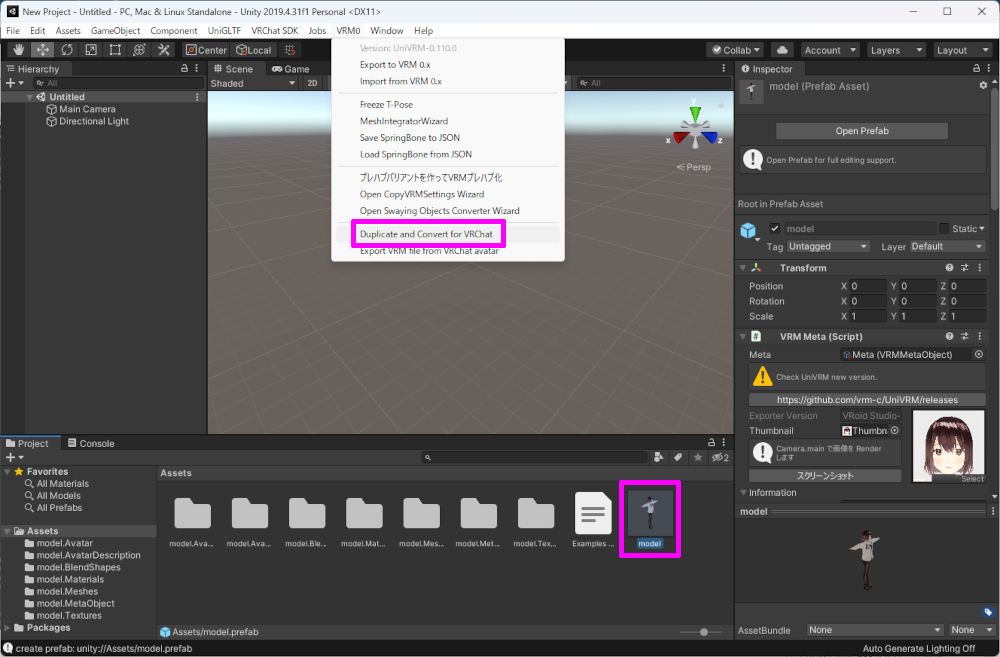 New Project - Untitled - PC, Mac & Linux Standalone - Unity 2019.4.31f1 Personal <DX11>
File Edit Assets GameObject Component UniGLTF VRChat SDK Jobs VRM0 Window Help
Center Local Collab Account Layers Layout
Hierarchy
All
Untitled
Main Camera
Directional Light
Scene Game
Shaded 2D All
Version: UniVRM-0.110.0
Export to VRM 0.x
Import from VRM 0.x
Freeze T-Pose
MeshIntegratorWizard
Save SpringBone to JSON
Load SpringBone from JSON
プレハブバリアントを作ってVRMプレハブ化
Open CopyVRMSettings Wizard
Open Swaying Objects Converter Wizard
Duplicate and Convert for VRChat
Export VRM file from VRChat avatar
y
x z
Persp
Inspector
model (Prefab Asset)
Open Prefab
Open Prefab for full editing support.
Root in Prefab Asset
model Static
Tag Untagged Layer Default
Transform
Position X 0 Y 0 Z 0
Rotation X 0 Y 0 Z 0
Scale X 1 Y 1 Z 1
VRM Meta (Script)
Meta Meta (VRMMetaObject)
Check UniVRM new version.
https://github.com/vrm-c/UniVRM/releases
Exporter Version VRoid Studio-
Thumbnail Thumbn
Camera.main で画像を Render
します
スクリーンショット
Select
Information
model
AssetBundle None None
Project Console
Favorites
All Materials
All Models
All Prefabs
Assets
model.Avatar
model.AvatarDescription
model.BlendShapes
model.Materials
model.Meshes
model.MetaObject
model.Textures
Packages
2
Assets
model.Ava... model.Ava... model.Ble... model.Mat... model.Mes... model.Met... model.Tex... Examples ... model
Assets/model.prefab
create prefab: unity://Assets/model.prefab
Auto Generate Lighting Off